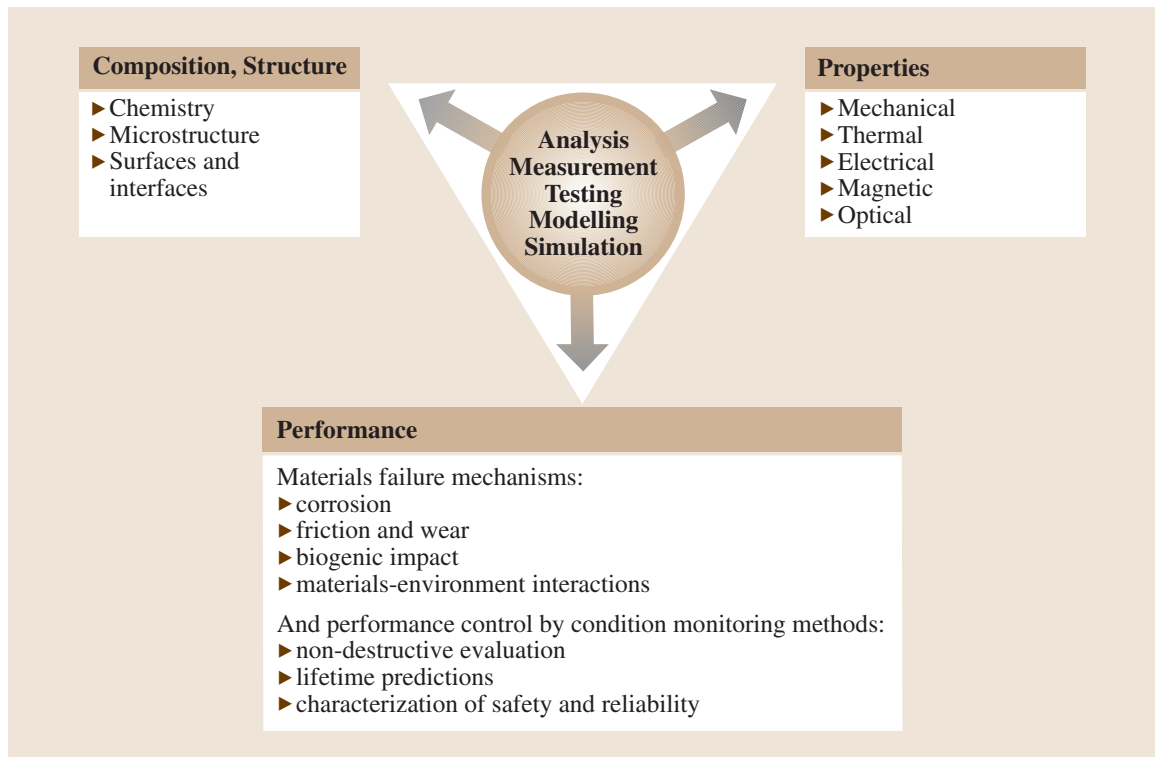 Composition, Structure
►Chemistry
►Microstructure
►Surfaces and
interfaces
Analysis
Measurement
Testing
Modelling
Simulation
Properties
►Mechanical
►Thermal
►Electrical
►Magnetic
►Optical
Performance
Materials failure mechanisms:
►corrosion
►friction and wear
►biogenic impact
►materials-environment interactions
And performance control by condition monitoring methods:
►non-destructive evaluation
►lifetime predictions
►characterization of safety and reliability